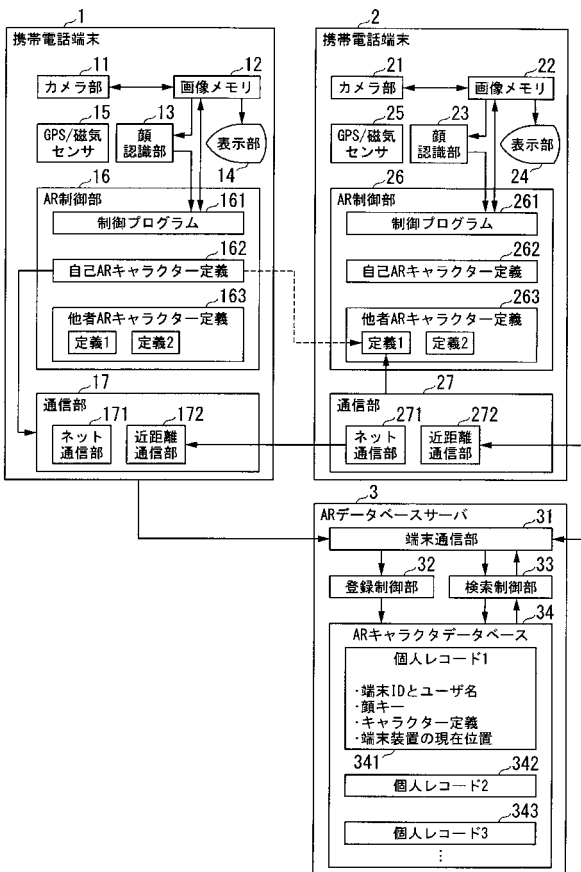 1
携帯電話端末
11
カメラ部
12
画像メモリ
15
GPS/磁気
センサ
13
顔
認識部
表示部
14
16
AR制御部
161
制御プログラム
162
自己ARキャラクター定義
163
他者ARキャラクター定義
定義1
定義2
17
通信部
171
ネット
通信部
172
近距離
通信部
2
携帯電話端末
21
カメラ部
22
画像メモリ
25
GPS/磁気
センサ
23
顔
認識部
表示部
24
26
AR制御部
261
制御プログラム
262
自己ARキャラクター定義
263
他者ARキャラクター定義
定義1
定義2
27
通信部
271
ネット
通信部
272
近距離
通信部
3
ARデータベースサーバ
31
端末通信部
32
登録制御部
33
検索制御部
34
ARキャラクタデータベース
個人レコード1
・端末IDとユーザ名
・顔キー
・キャラクター定義
・端末装置の現在位置
341
342
個人レコード2
343
個人レコード3
⋮